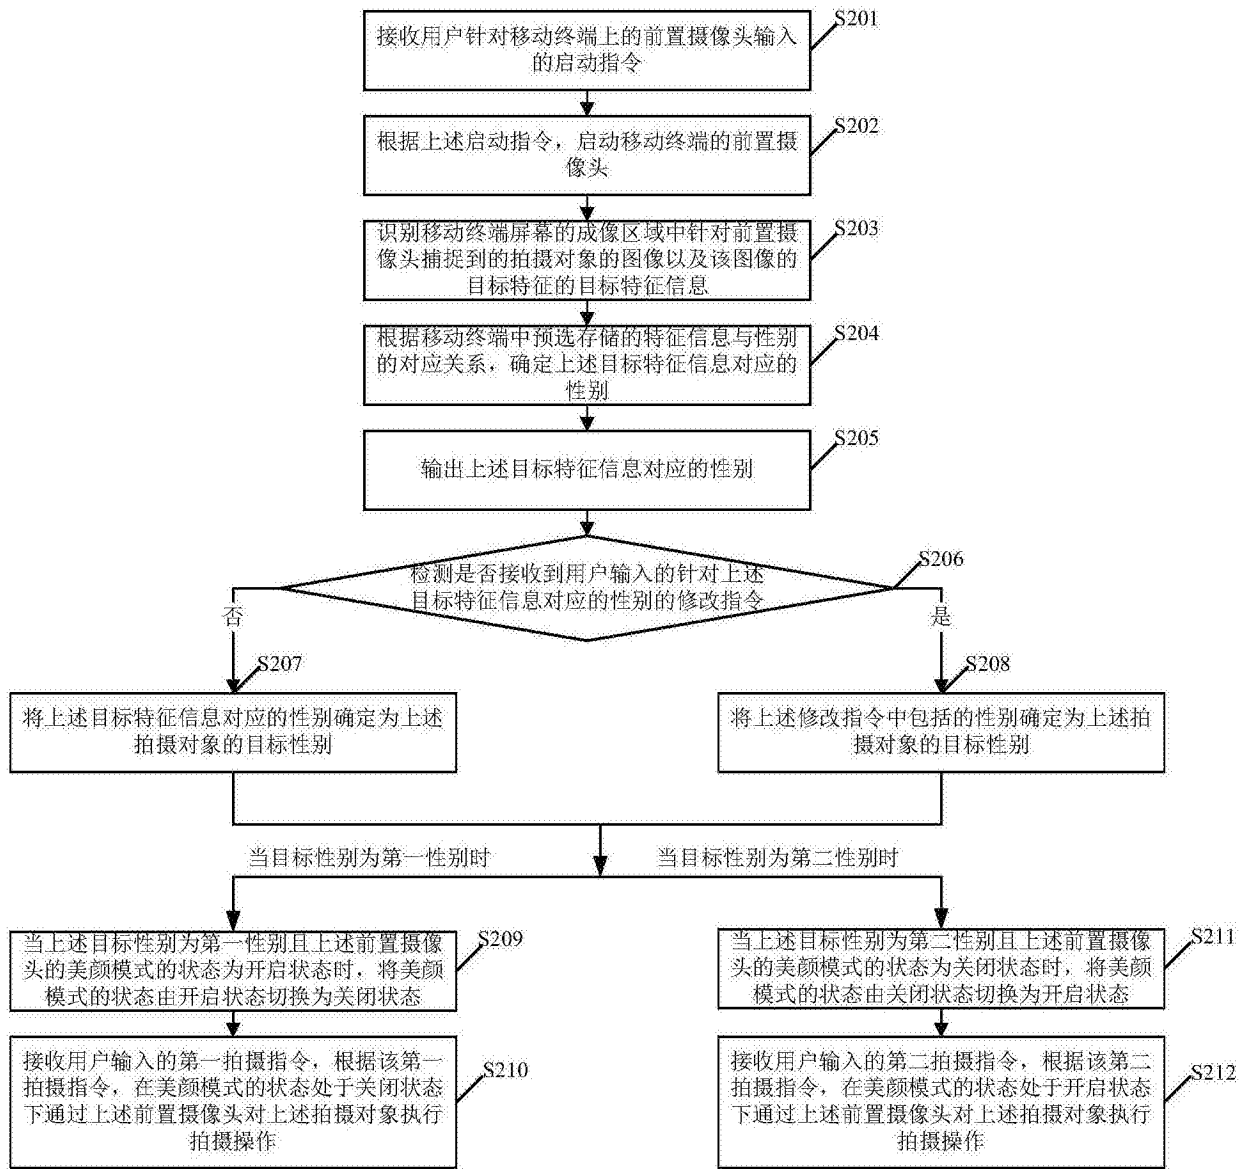 S201
接收用户针对移动终端上的前置摄像头输入
的启动指令
S202
根据上述启动指令，启动移动终端的前置摄
像头
S203
识别移动终端屏幕的成像区域中针对前置摄
像头捕捉到的拍摄对象的图像以及该图像的
目标特征的目标特征信息
S204
根据移动终端中预选存储的特征信息与性别
的对应关系，确定上述目标特征信息对应的
性别
S205
输出上述目标特征信息对应的性别
S206
检测是否接收到用户输入的针对上述
目标特征信息对应的性别的修改指令
否
是
S207
将上述目标特征信息对应的性别确定为上述
拍摄对象的目标性别
S208
将上述修改指令中包括的性别确定为上述拍
摄对象的目标性别
当目标性别为第一性别时
当目标性别为第二性别时
S209
当上述目标性别为第一性别且上述前置摄像
头的美颜模式的状态为开启状态时，将美颜
模式的状态由开启状态切换为关闭状态
S211
当上述目标性别为第二性别且上述前置摄像
头的美颜模式的状态为关闭状态时，将美颜
模式的状态由关闭状态切换为开启状态
S210
接收用户输入的第一拍摄指令，根据该第一
拍摄指令，在美颜模式的状态处于关闭状态
下通过上述前置摄像头对上述拍摄对象执行
拍摄操作
S212
接收用户输入的第二拍摄指令，根据该第二
拍摄指令，在美颜模式的状态处于开启状态
下通过上述前置摄像头对上述拍摄对象执行
拍摄操作